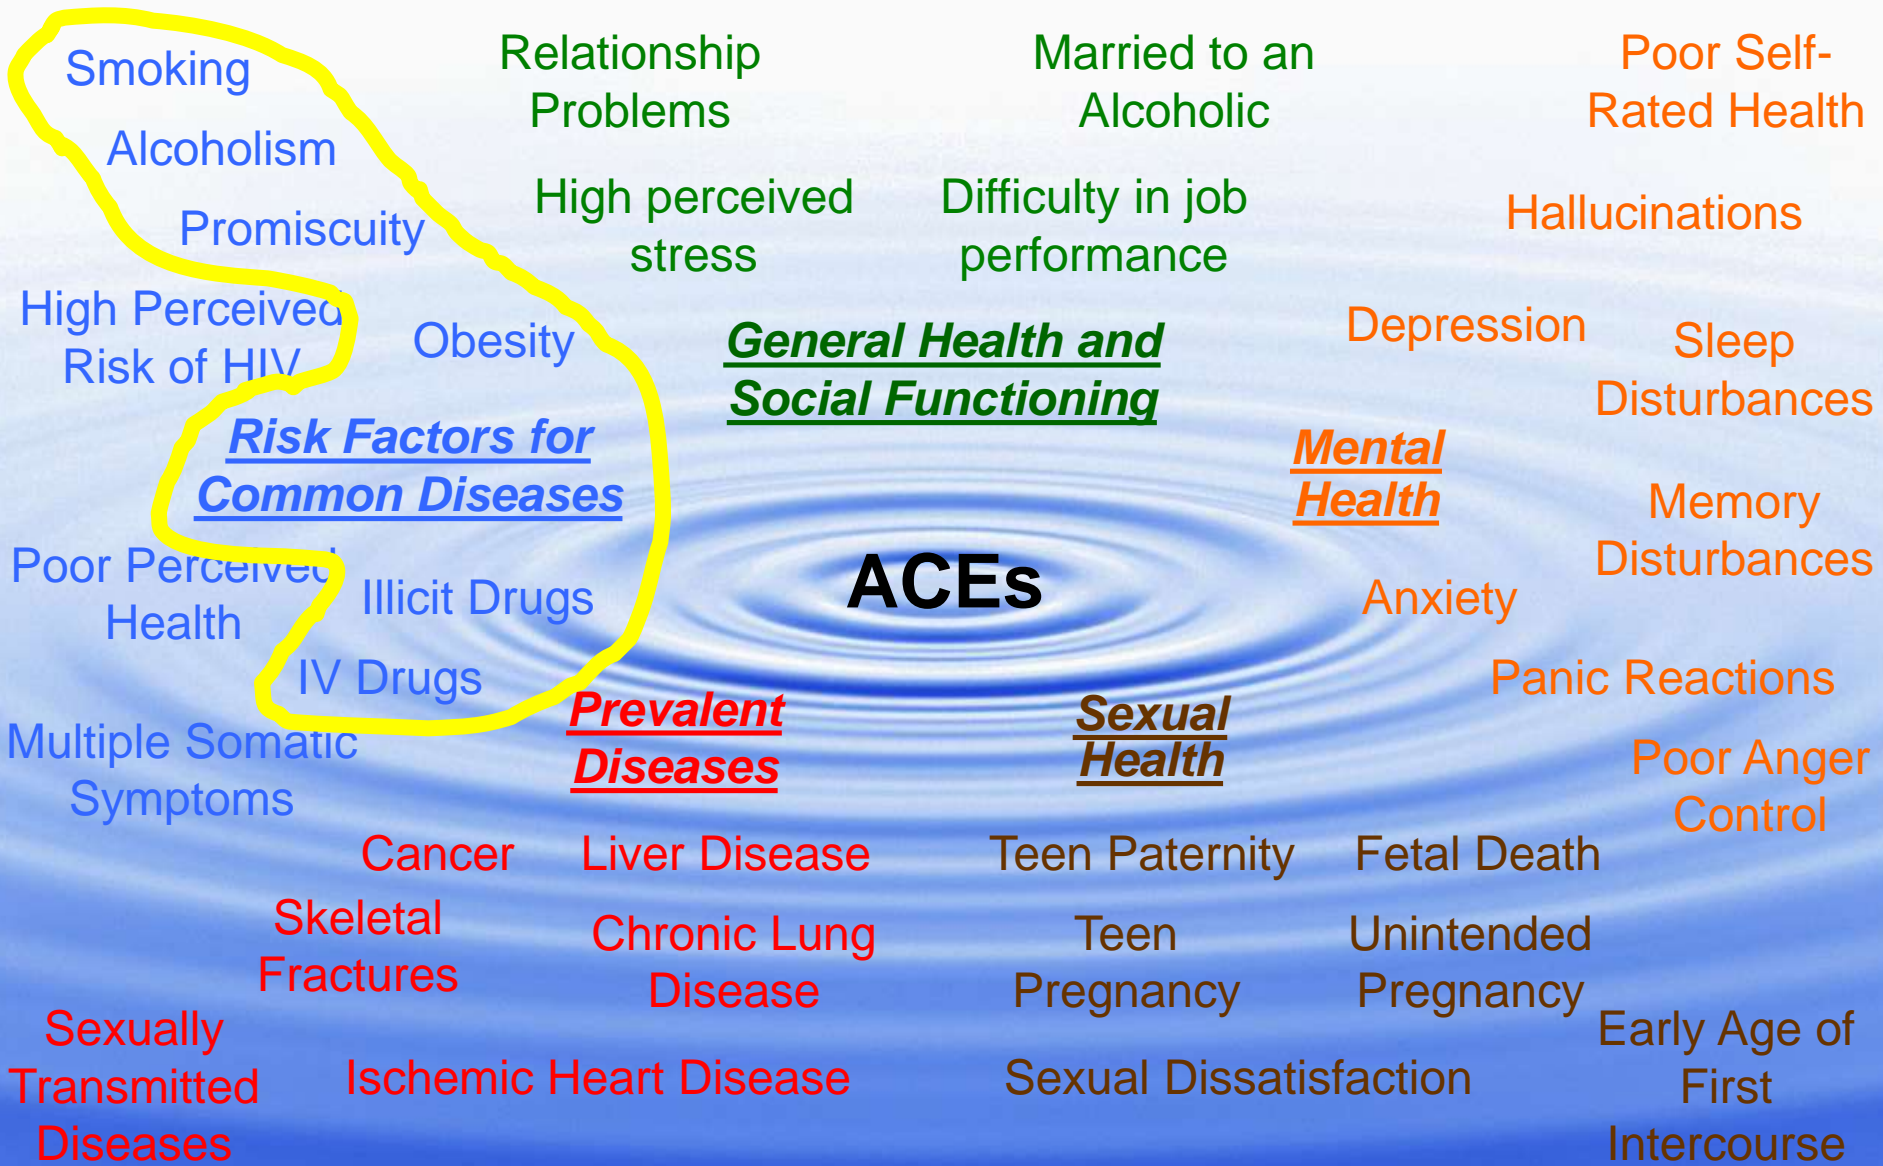 Smoking
Alcoholism
Promiscuity
High Perceived
Risk of HIV
Obesity
Risk Factors for
Common Diseases
Poor Perceived
Health
Illicit Drugs
IV Drugs
Multiple Somatic
Symptoms
Relationship
Problems
Married to an
Alcoholic
High perceived
stress
Difficulty in job
performance
General Health and
Social Functioning
Poor Self-
Rated Health
Hallucinations
Depression
Sleep
Disturbances
Mental
Health
Memory
Disturbances
Anxiety
Panic Reactions
Poor Anger
Control
ACEs
Prevalent
Diseases
Cancer
Liver Disease
Skeletal
Fractures
Chronic Lung
Disease
Sexually
Transmitted
Diseases
Ischemic Heart Disease
Sexual
Health
Teen Paternity
Fetal Death
Teen
Pregnancy
Unintended
Pregnancy
Sexual Dissatisfaction
Early Age of
First
Intercourse